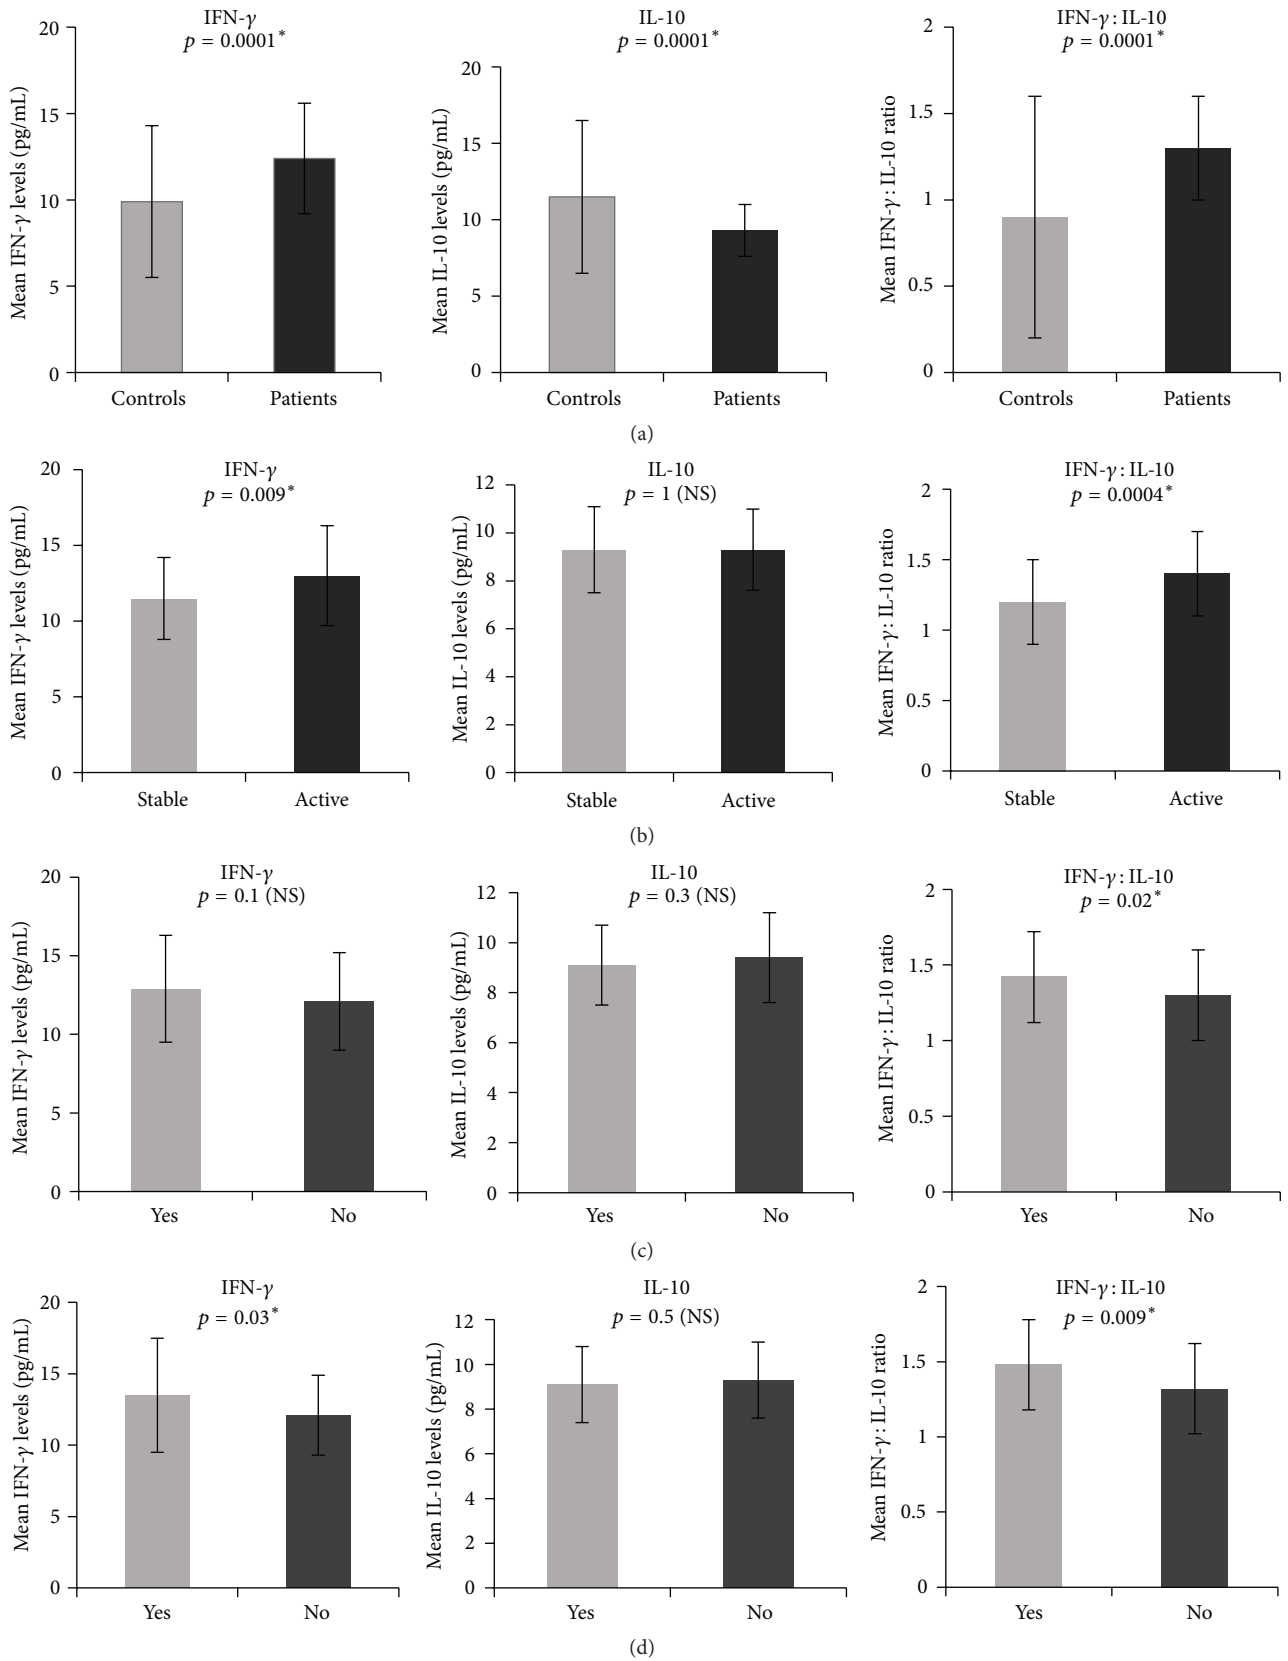 IFN-γ
p = 0.0001*
Mean IFN-γ levels (pg/mL)
20
15
10
5
0
Controls
Patients
IL-10
p = 0.0001*
Mean IL-10 levels (pg/mL)
20
15
10
5
0
Controls
Patients
IFN-γ : IL-10
p = 0.0001*
Mean IFN-γ : IL-10 ratio
2
1.5
1
0.5
0
Controls
Patients
(a)
IFN-γ
p = 0.009*
Mean IFN-γ levels (pg/mL)
20
15
10
5
0
Stable
Active
IL-10
p = 1 (NS)
Mean IL-10 levels (pg/mL)
12
10
8
6
4
2
0
Stable
Active
IFN-γ : IL-10
p = 0.0004*
Mean IFN-γ : IL-10 ratio
2
1.5
1
0.5
0
Stable
Active
(b)
IFN-γ
p = 0.1 (NS)
Mean IFN-γ levels (pg/mL)
20
15
10
5
0
Yes
No
IL-10
p = 0.3 (NS)
Mean IL-10 levels (pg/mL)
12
10
8
6
4
2
0
Yes
No
IFN-γ : IL-10
p = 0.02*
Mean IFN-γ : IL-10 ratio
2
1.5
1
0.5
0
Yes
No
(c)
IFN-γ
p = 0.03*
Mean IFN-γ levels (pg/mL)
20
15
10
5
0
Yes
No
IL-10
p = 0.5 (NS)
Mean IL-10 levels (pg/mL)
12
10
8
6
4
2
0
Yes
No
IFN-γ : IL-10
p = 0.009*
Mean IFN-γ : IL-10 ratio
2
1.5
1
0.5
0
Yes
No
(d)